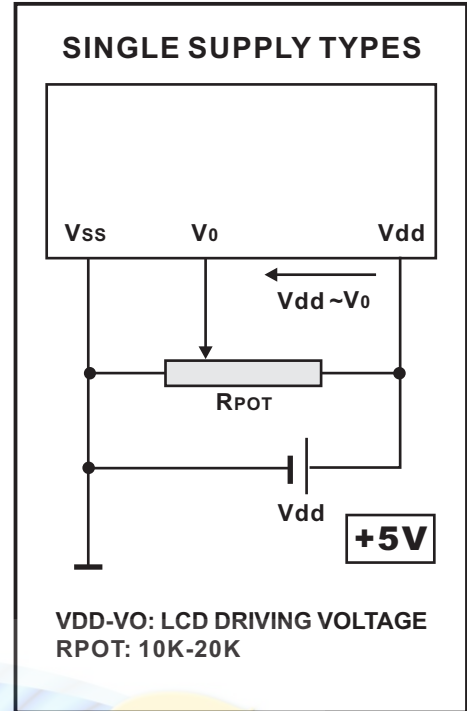 SINGLE SUPPLY TYPES
Vss V0 Vdd
Vdd ~V0
RPOT
Vdd
+5V
VDD-VO: LCD DRIVING VOLTAGE
RPOT: 10K-20K